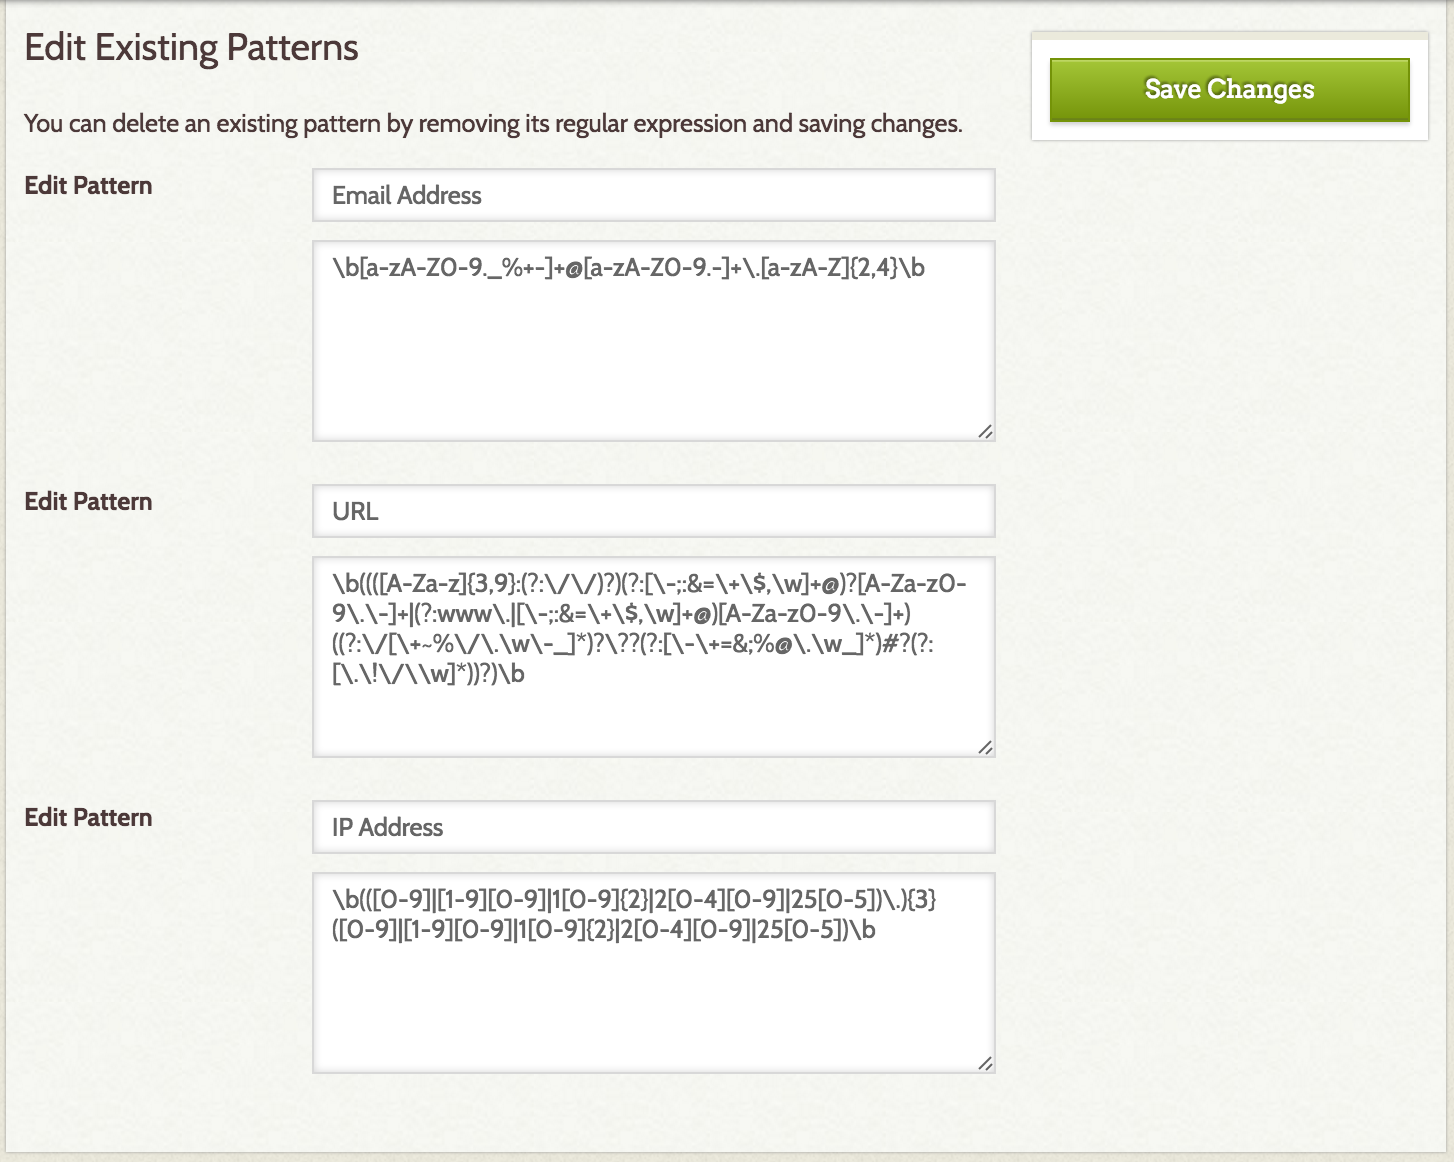 Edit Existing Patterns
Save Changes
You can delete an existing pattern by removing its regular expression and saving changes.
Edit Pattern
Email Address
\b[a-zA-Z0-9._%+-]+@[a-zA-Z0-9.-]+\.[a-zA-Z]{2,4}\b
Edit Pattern
URL
\b(((([A-Za-z]{3,9}:(?:\/\/)?)(?:[\-;:&=\+\$,\w]+@)?[A-Za-z0-
9\.\-]+|(?:www\.|[\-;:&=\+\$,\w]+@)[A-Za-z0-9\.\-]+)
((?:\/[\+~%\/\.\w\-_]*)?\??(?:[\-\+=&;%@\.\w_]*)#?(?:
[\.\!\/\\w]*))?)\b
Edit Pattern
IP Address
\b(([0-9]|[1-9][0-9]|1[0-9]{2}|2[0-4][0-9]|25[0-5])\.){3}
([0-9]|[1-9][0-9]|1[0-9]{2}|2[0-4][0-9]|25[0-5])\b